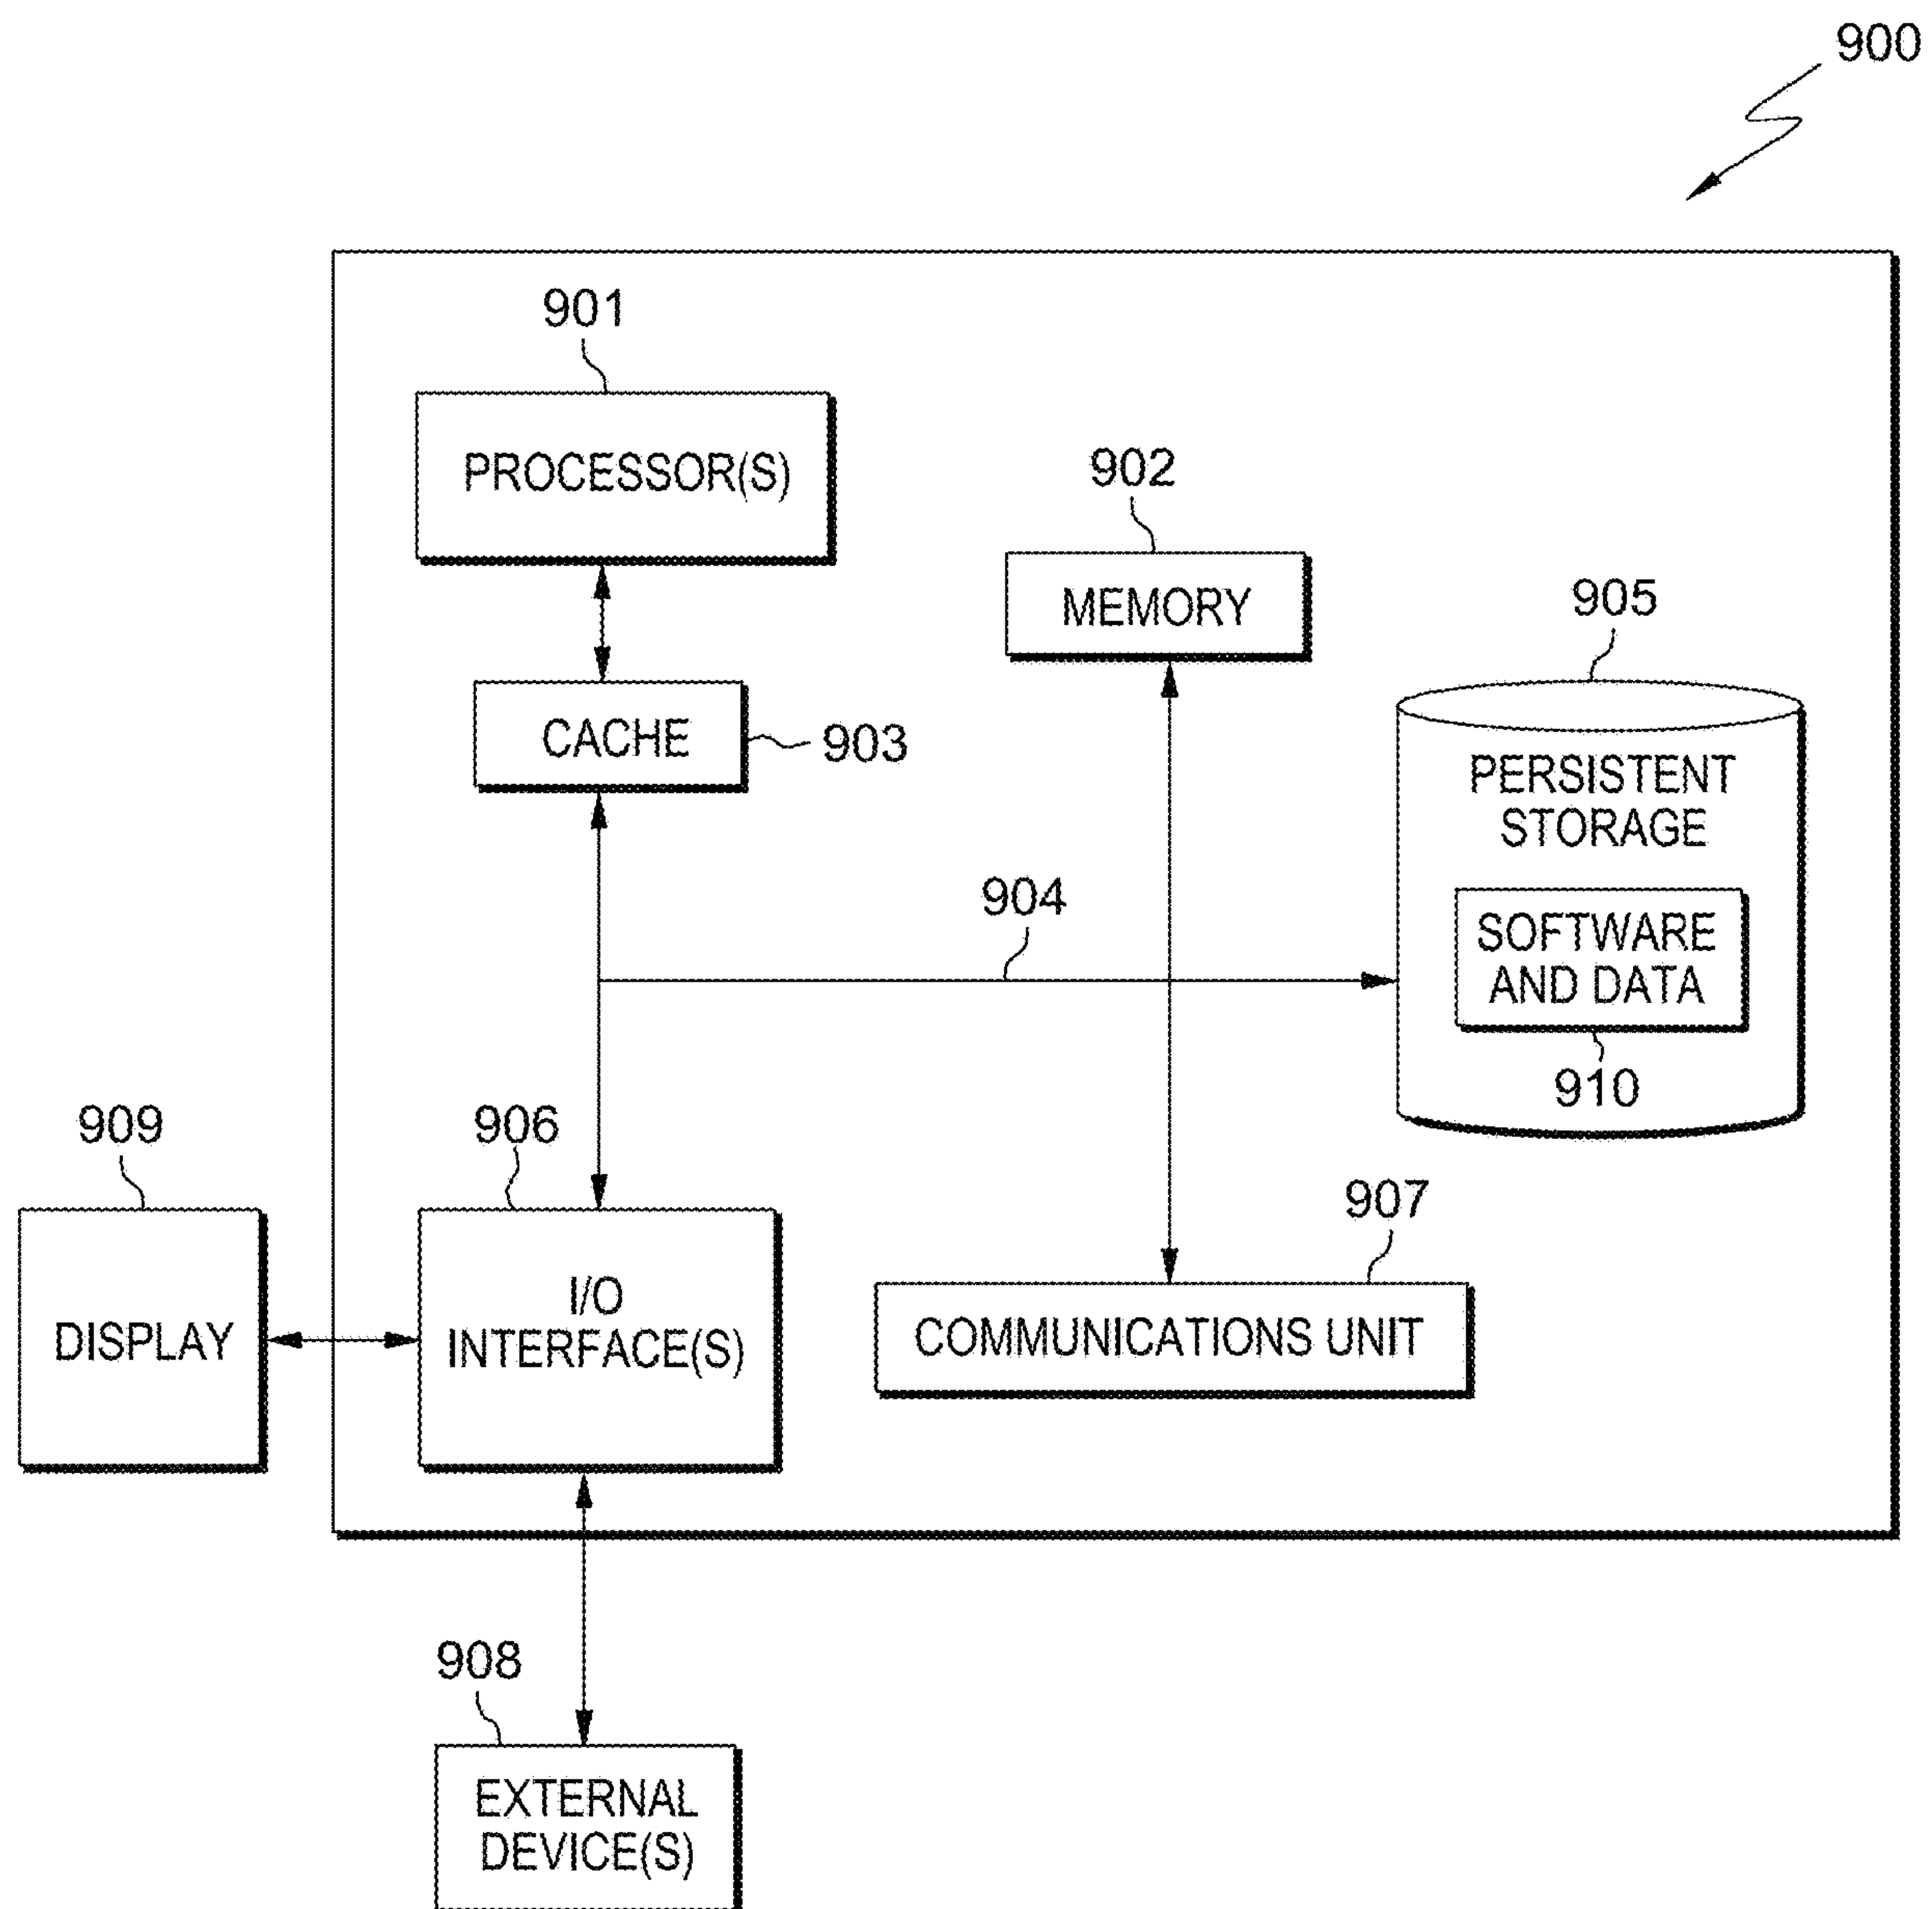 900
901
PROCESSOR(S)
902
MEMORY
905
CACHE
903
PERSISTENT
STORAGE
904
SOFTWARE
AND DATA
910
909
906
907
DISPLAY
I/O
INTERFACE(S)
COMMUNICATIONS UNIT
908
EXTERNAL
DEVICE(S)